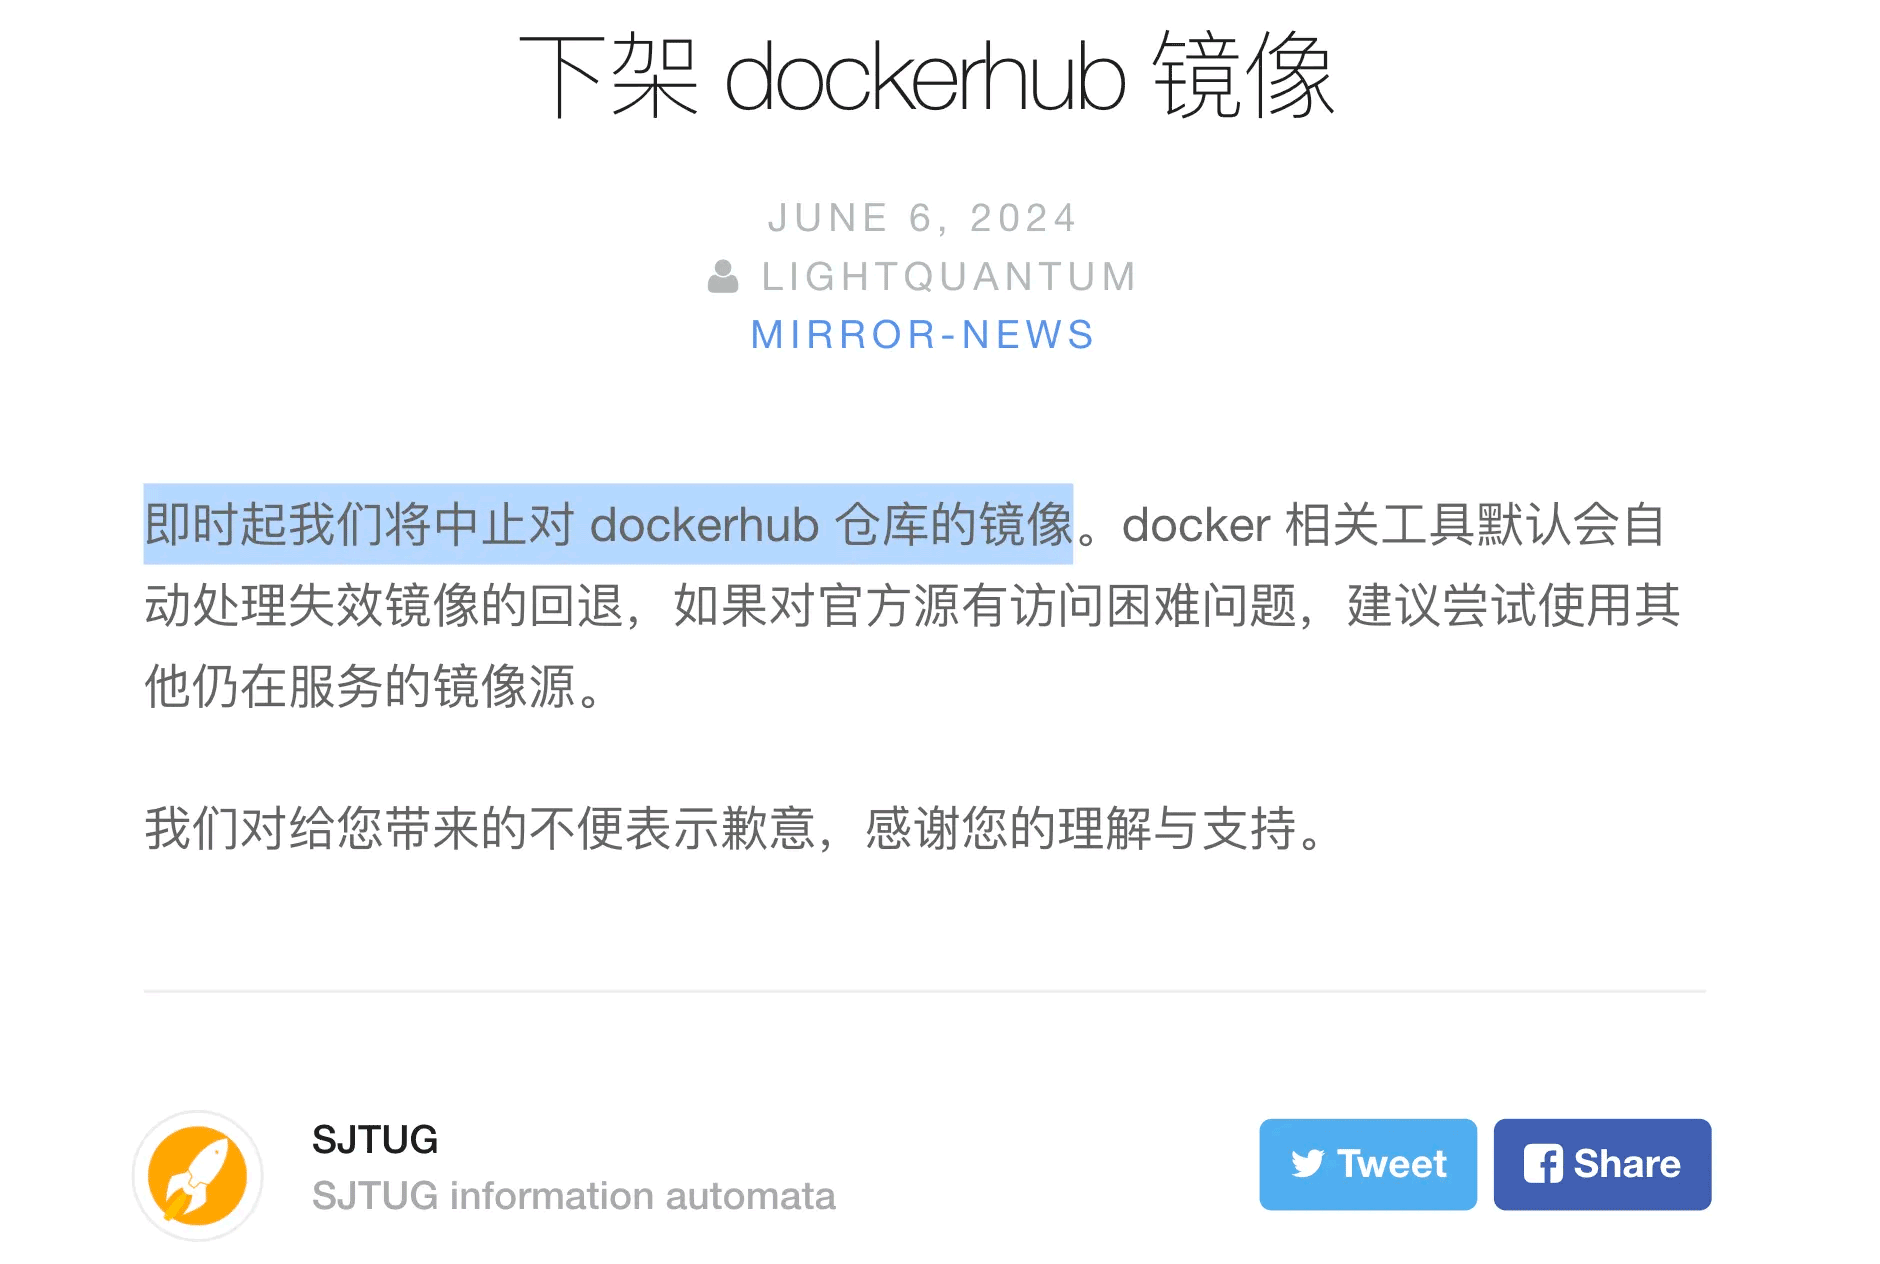 下架 dockerhub 镜像
JUNE 6, 2024
LIGHTQUANTUM
MIRROR-NEWS
即时起我们将中止对 dockerhub 仓库的镜像。docker 相关工具默认会自
动处理失效镜像的回退，如果对官方源有访问困难问题，建议尝试使用其
他仍在服务的镜像源。
我们对给您带来的不便表示歉意，感谢您的理解与支持。
SJTUG
SJTUG information automata
Tweet
Share